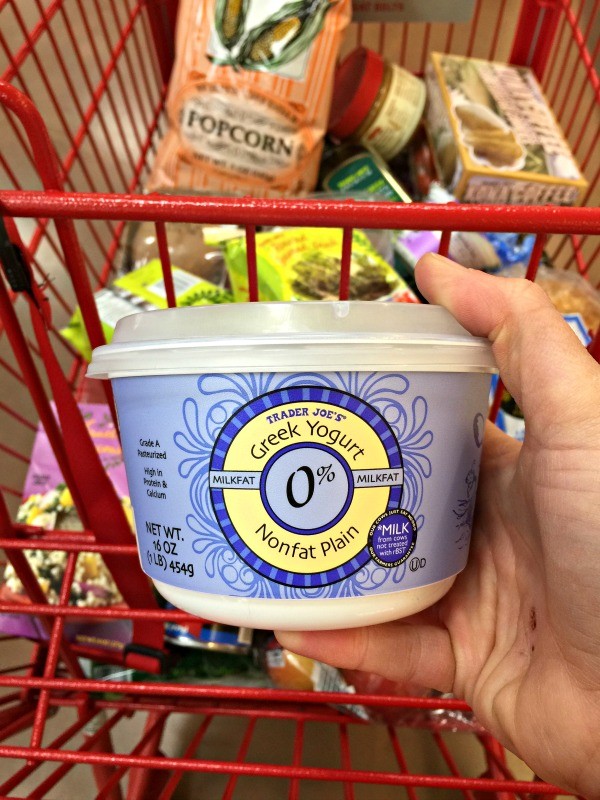 POPCORN
TRADER JOE'S®
Greek Yogurt
MILKFAT
0%
MILKFAT
Nonfat Plain
Grade A
Pasteurized
High in
Protein &
Calcium
NET WT.
16 OZ
(1 LB) 454g
*MILK
from cows
not treated
with rBST
UD